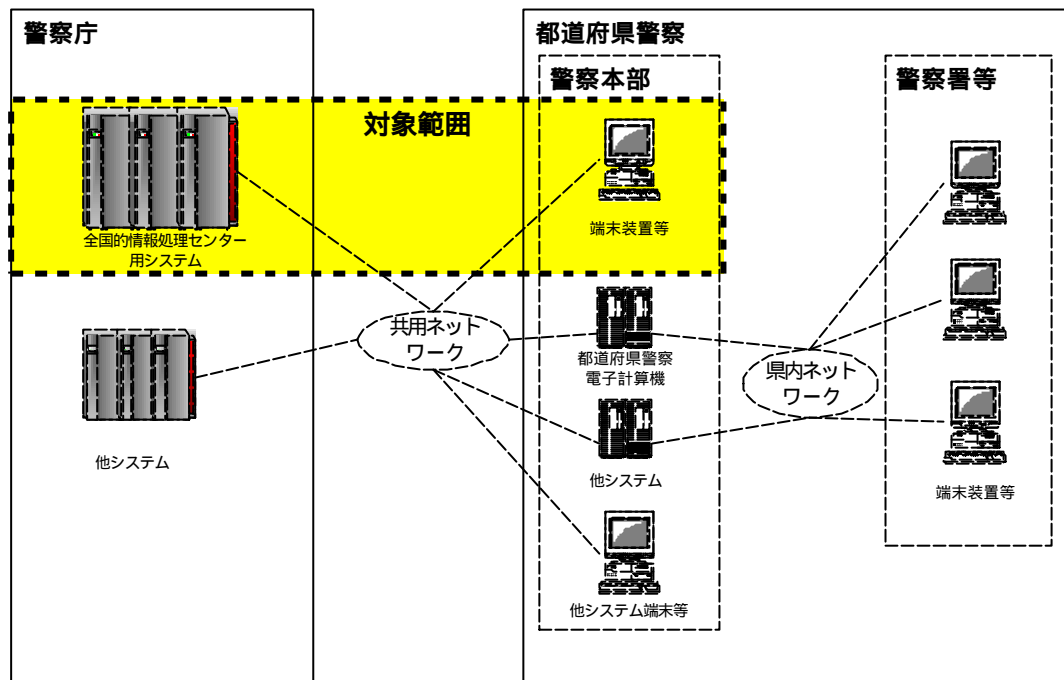 警察庁
都道府県警察
警察本部
警察署等
対象範囲
全国的情報処理センター
用システム
端末装置等
共用ネット
ワーク
都道府県警察
電子計算機
県内ネット
ワーク
他システム
他システム
端末装置等
他システム端末等